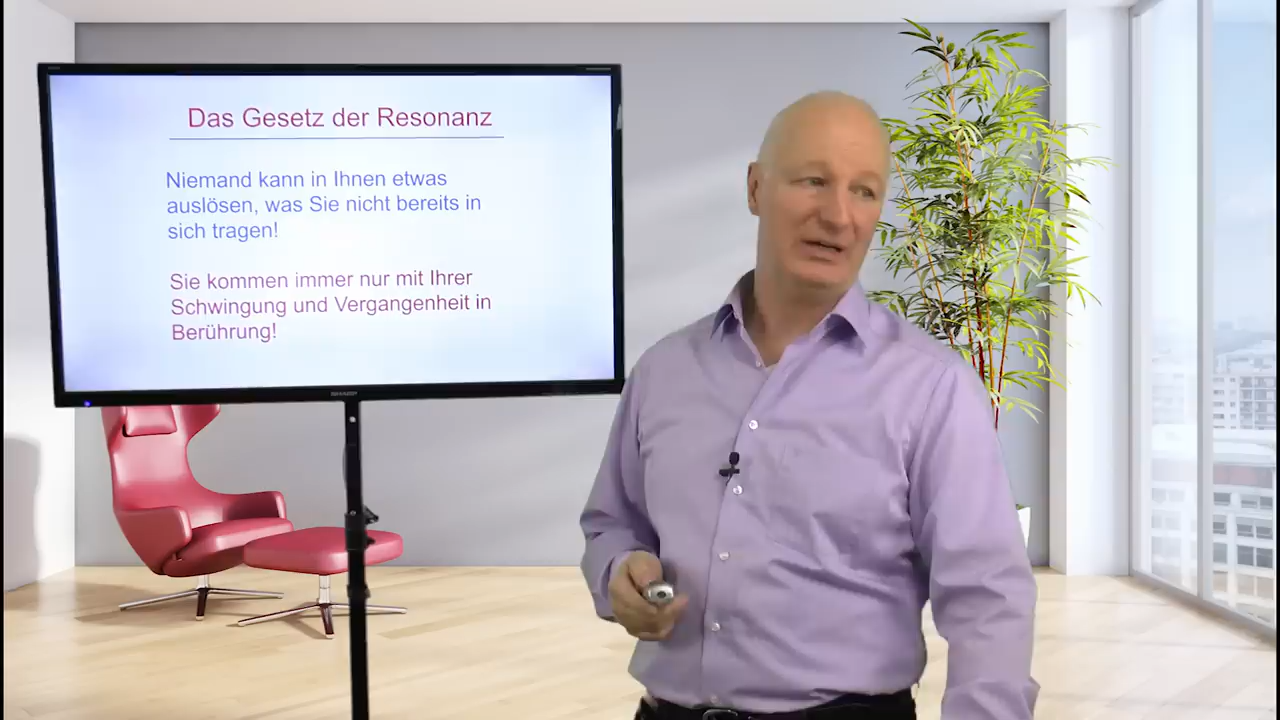 Das Gesetz der Resonanz
Niemand kann in Ihnen etwas
auslösen, was Sie nicht bereits in
sich tragen!
Sie kommen immer nur mit Ihrer
Schwingung und Vergangenheit in
Berührung!
SHARP